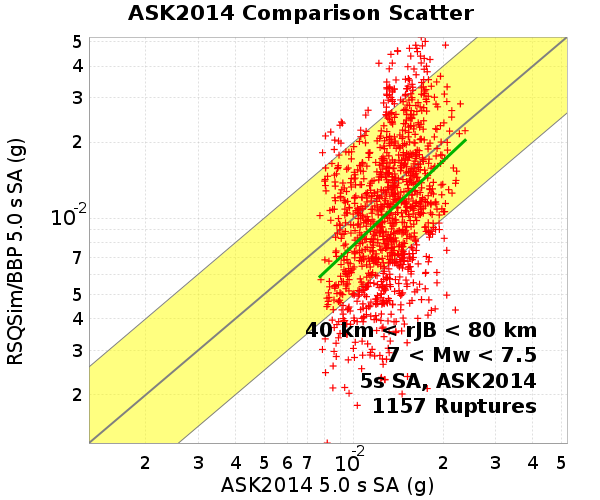 ASK2014 Comparison Scatter
RSQSim/BBP 5.0 s SA (g)
5
4
3
2
10-2
7
5
4
3
2
40 km < rJB < 80 km
7 < Mw < 7.5
5s SA, ASK2014
1157 Ruptures
2 3 4 5 6 7 10-2 2 3 4 5
ASK2014 5.0 s SA (g)